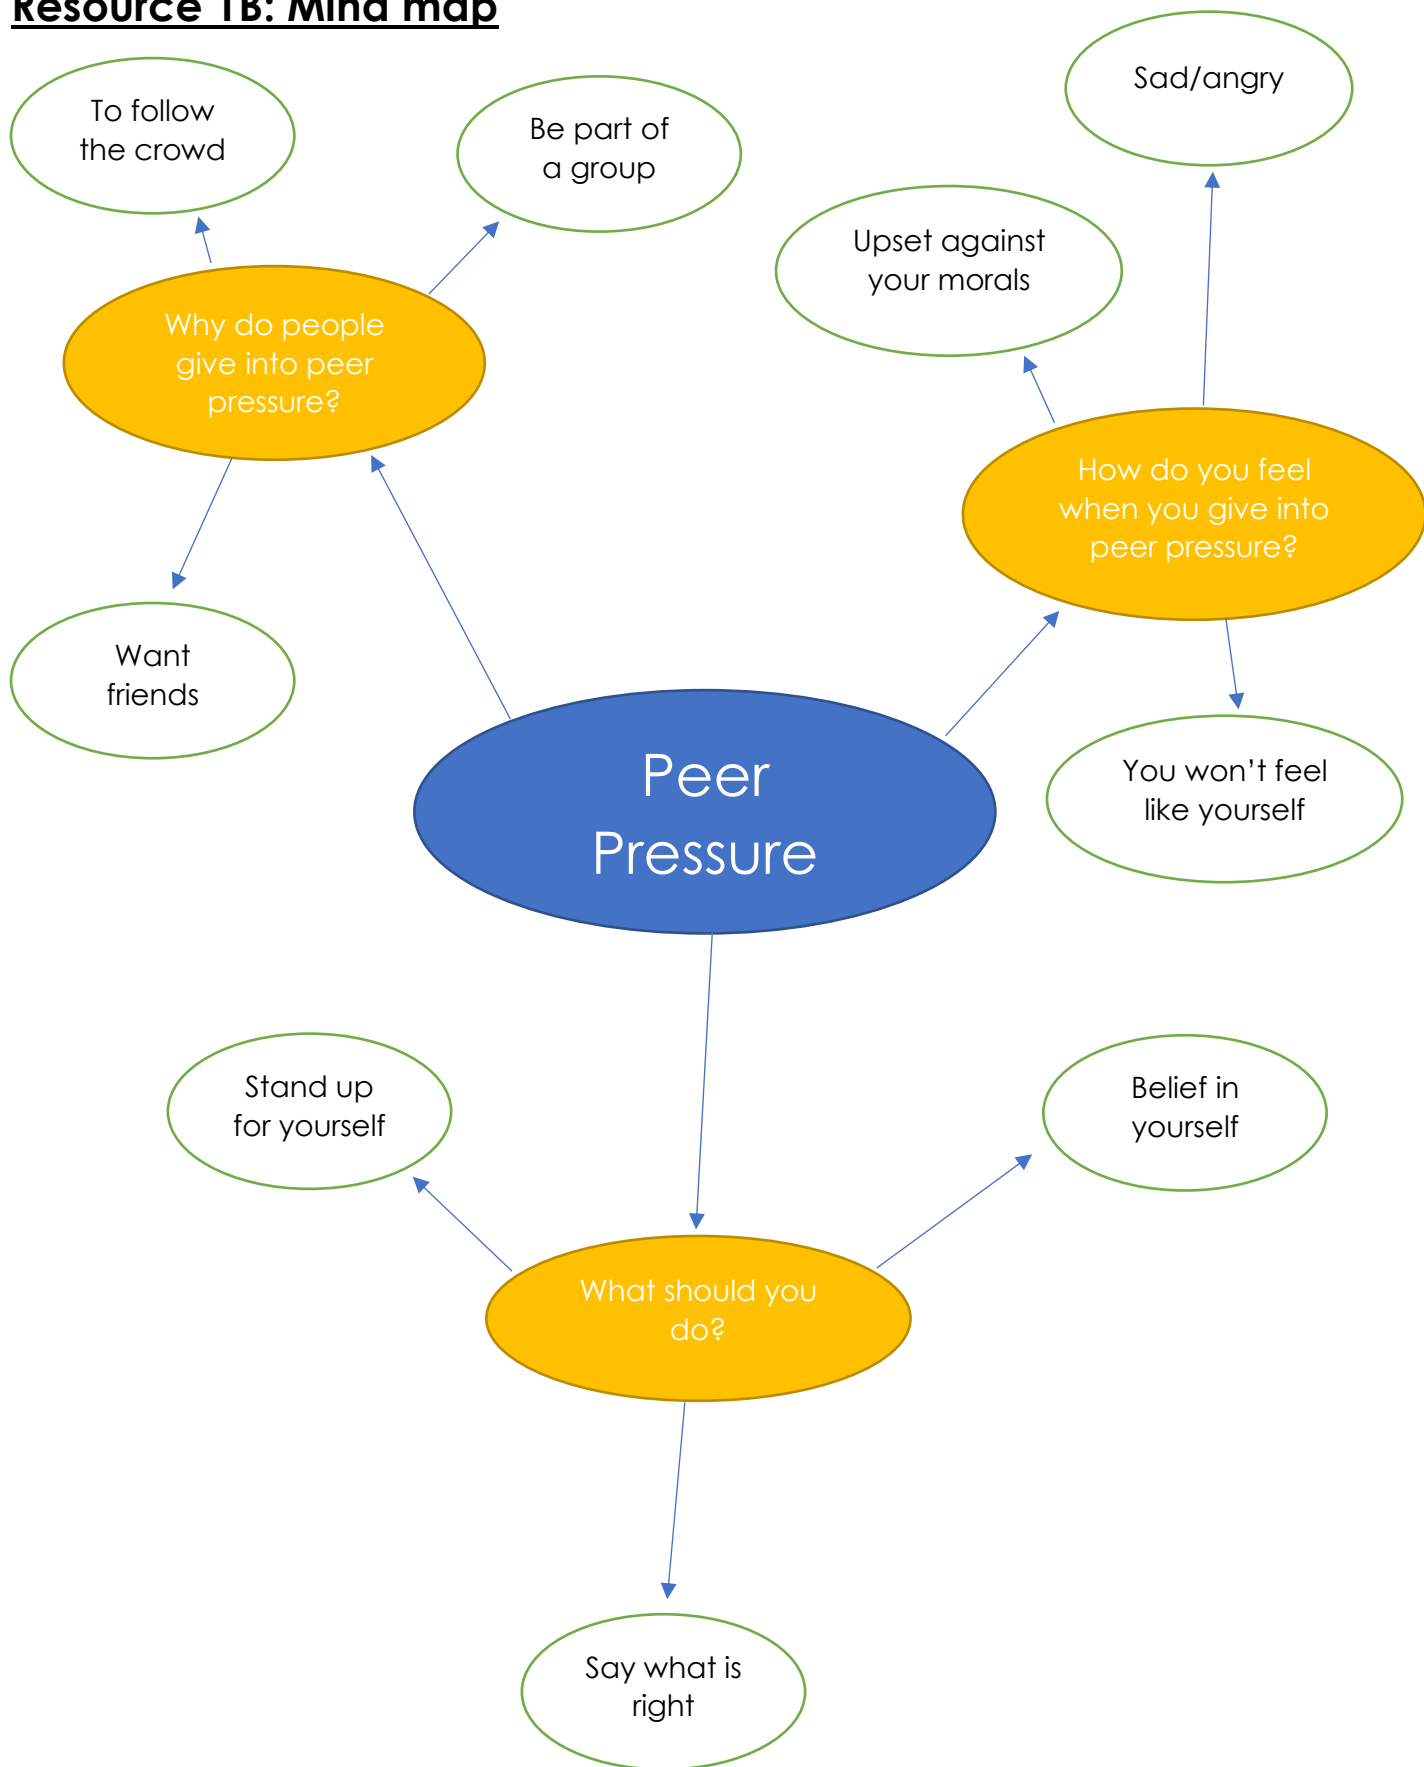 Resource 1B: Mind map
To follow
the crowd
Be part of
a group
Sad/angry
Upset against
your morals
Why do people
give into peer
pressure?
How do you feel
when you give into
peer pressure?
Want
friends
You won’t feel
like yourself
Peer
Pressure
Stand up
for yourself
Belief in
yourself
What should you
do?
Say what is
right